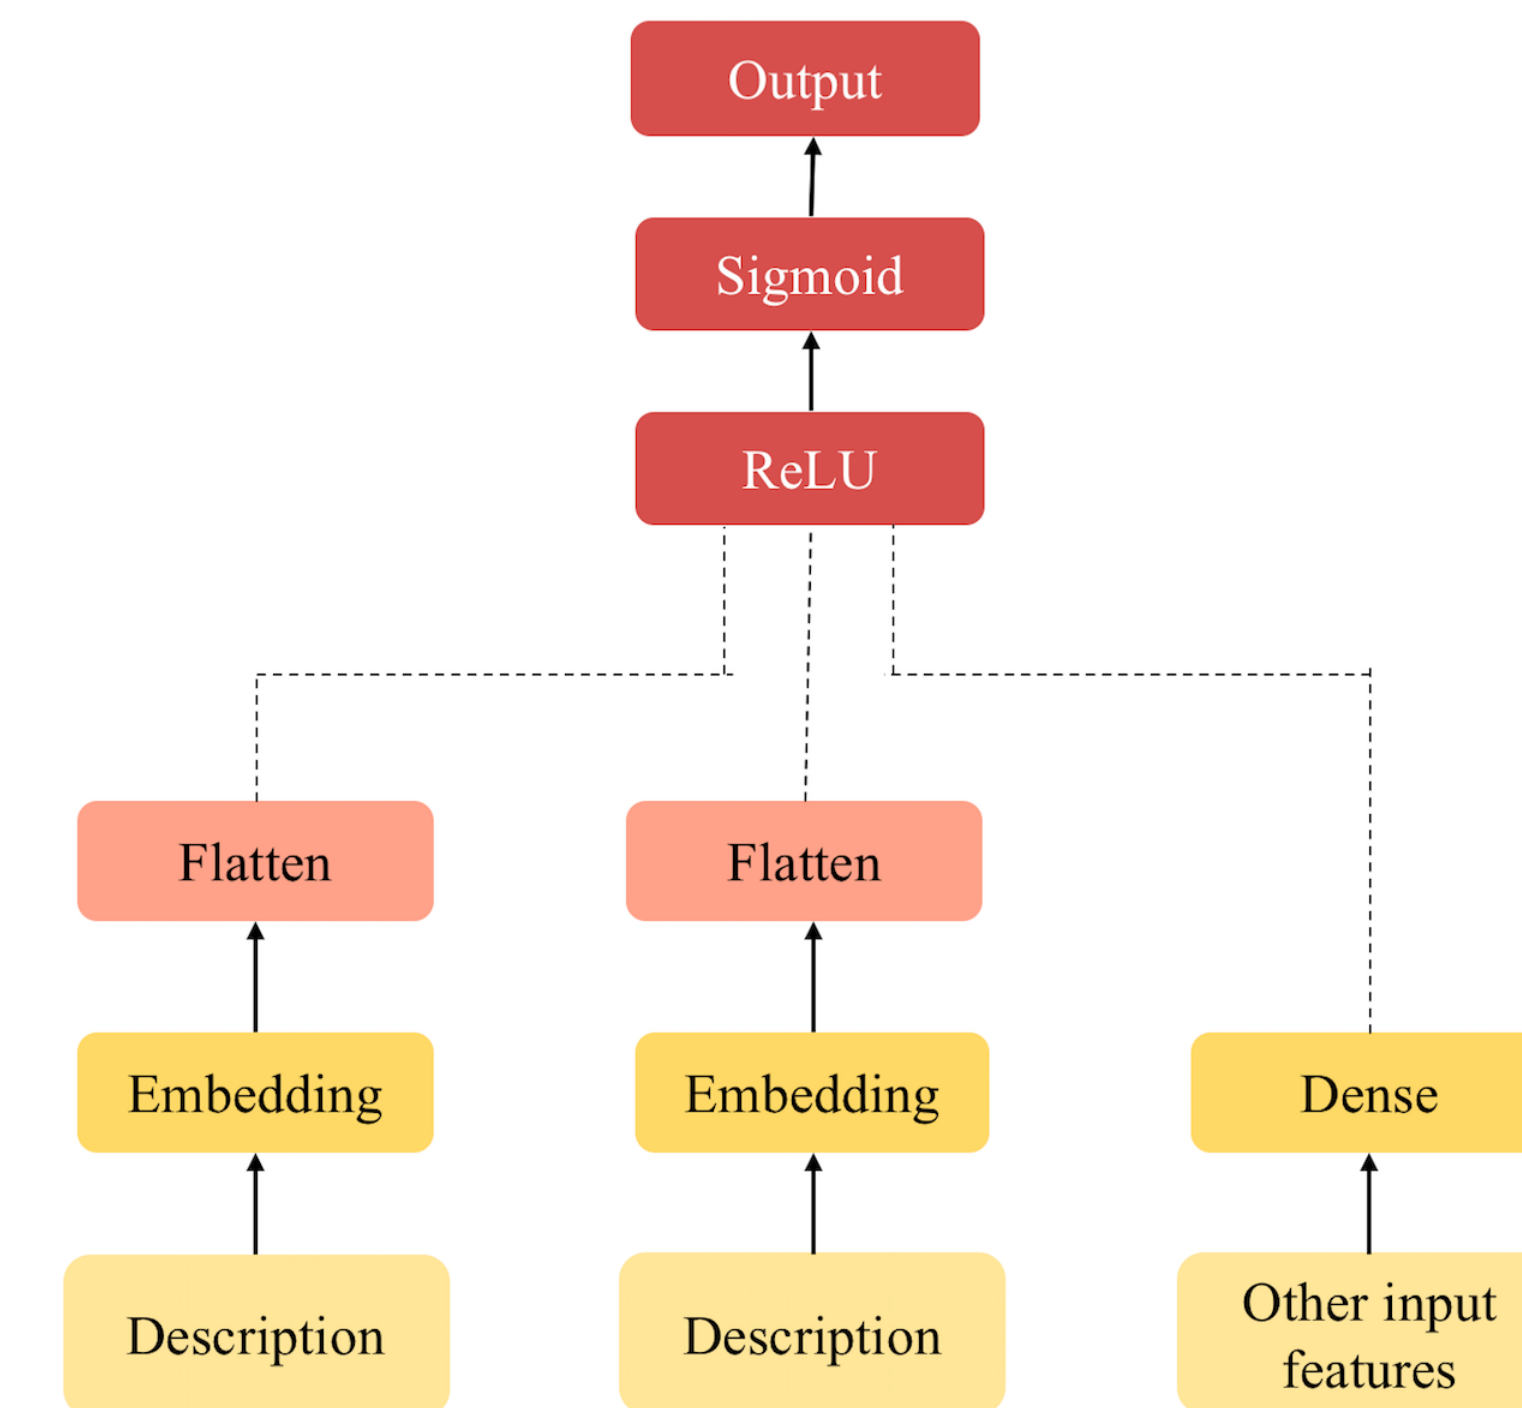 Output
Sigmoid
ReLU
Flatten
Flatten
Embedding
Embedding
Dense
Description
Description
Other input
features